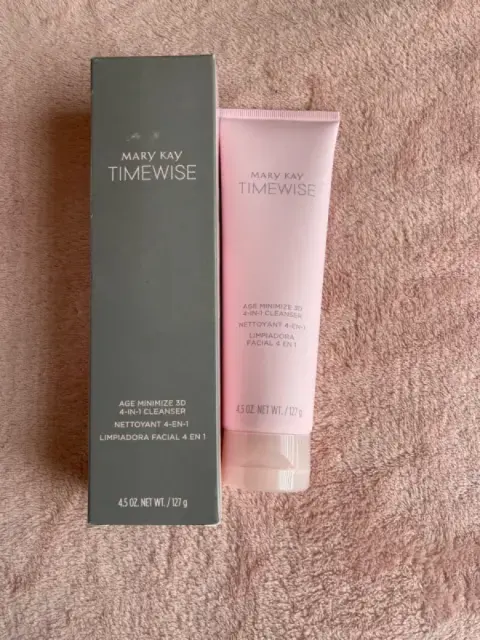 MARY KAY
TIMEWISE
AGE MINIMIZE 3D
4-IN-1 CLEANSER
NETTOYANT 4-EN-1
LIMPIADORA FACIAL 4 EN 1
4.5 OZ. NET WT. / 127 g
MARY KAY
TIMEWISE
AGE MINIMIZE 3D
4-IN-1 CLEANSER
NETTOYANT 4-EN-1
LIMPIADORA
FACIAL 4 EN 1
4.5 OZ. NET WT. / 127 g